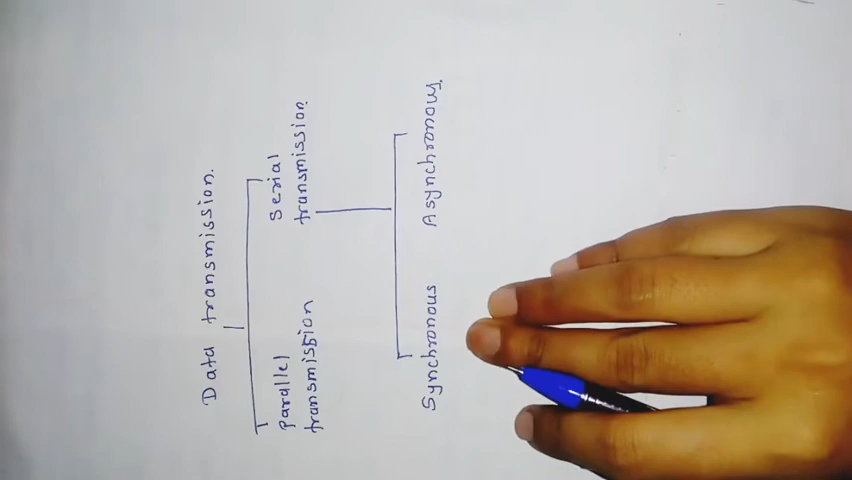 Data transmission.
Parallel
transmission
Serial
transmission
Synchronous
Asynchronous.